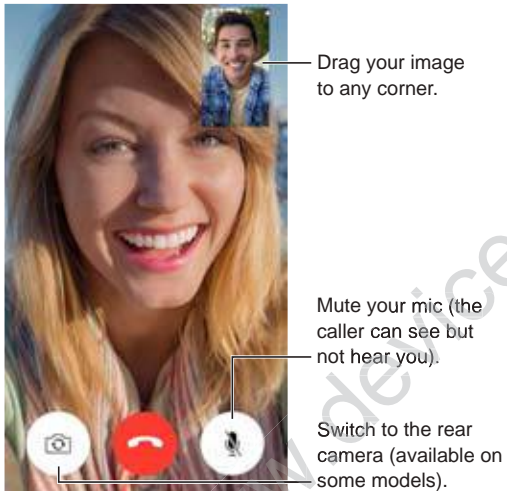 Drag your image
to any corner.
Mute your mic (the
caller can see but
not hear you).
Switch to the rear
camera (available on
some models).